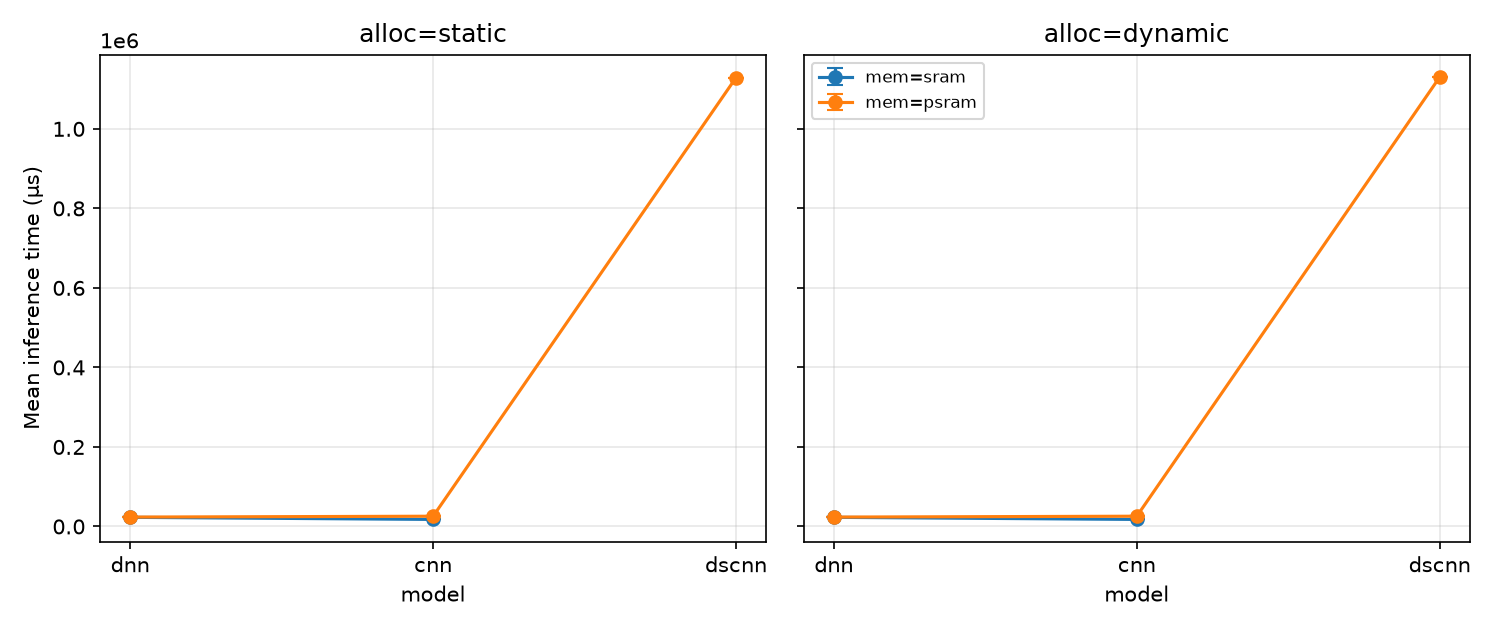 alloc=static
1e6
1.0
0.8
0.6
0.4
0.2
0.0
Mean inference time (µs)
dnn
cnn
dscnn
model
alloc=dynamic
mem=sram
mem=psram
dnn
cnn
dscnn
model